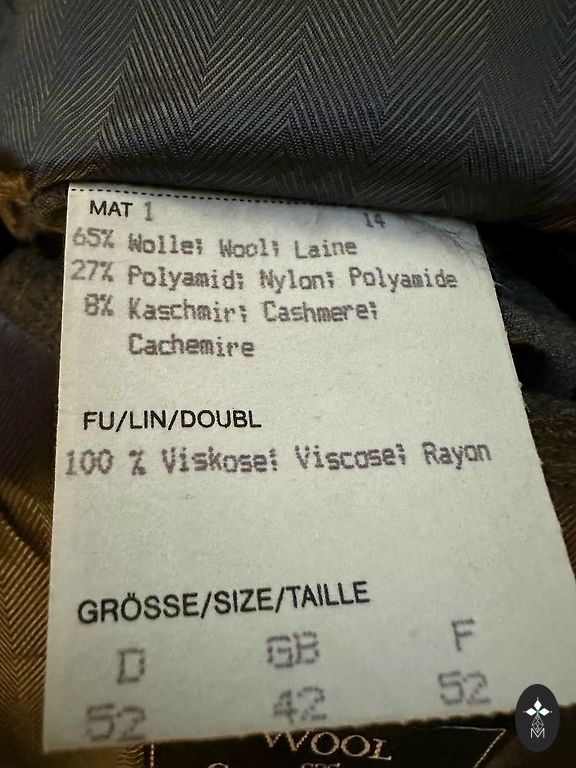 MAT 1 14
65% Wolle; Wool; Laine
27% Polyamid; Nylon; Polyamide
8% Kaschmir; Cashmere;
Cachemire
FU/LIN/DOUBL
100 % Viskose; Viscose; Rayon
GRÖSSE/SIZE/TAILLE
D GB F
52 42 52
WOOL
M